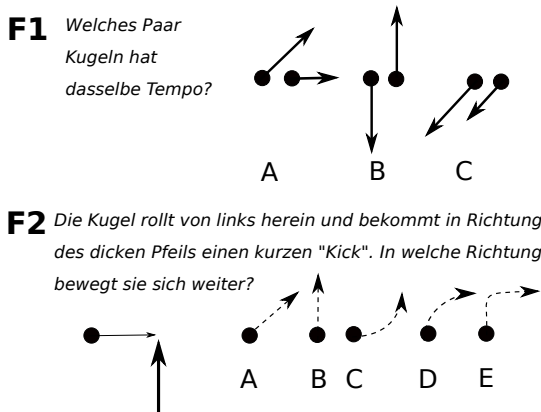 F1 Welches Paar
Kugeln hat
dasselbe Tempo?
A B C
F2 Die Kugel rollt von links herein und bekommt in Richtung
des dicken Pfeils einen kurzen "Kick". In welche Richtung
bewegt sie sich weiter?
A B C D E